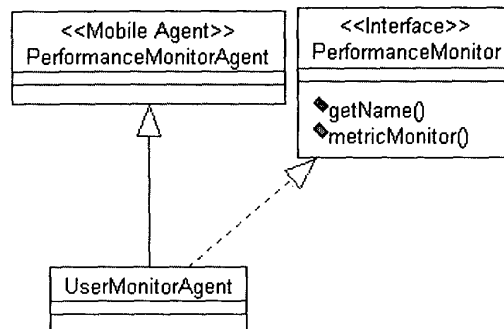 <<Mobile Agent>>
PerformanceMonitorAgent
<<Interface>>
PerformanceMonitor
getName()
metricMonitor()
UserMonitorAgent